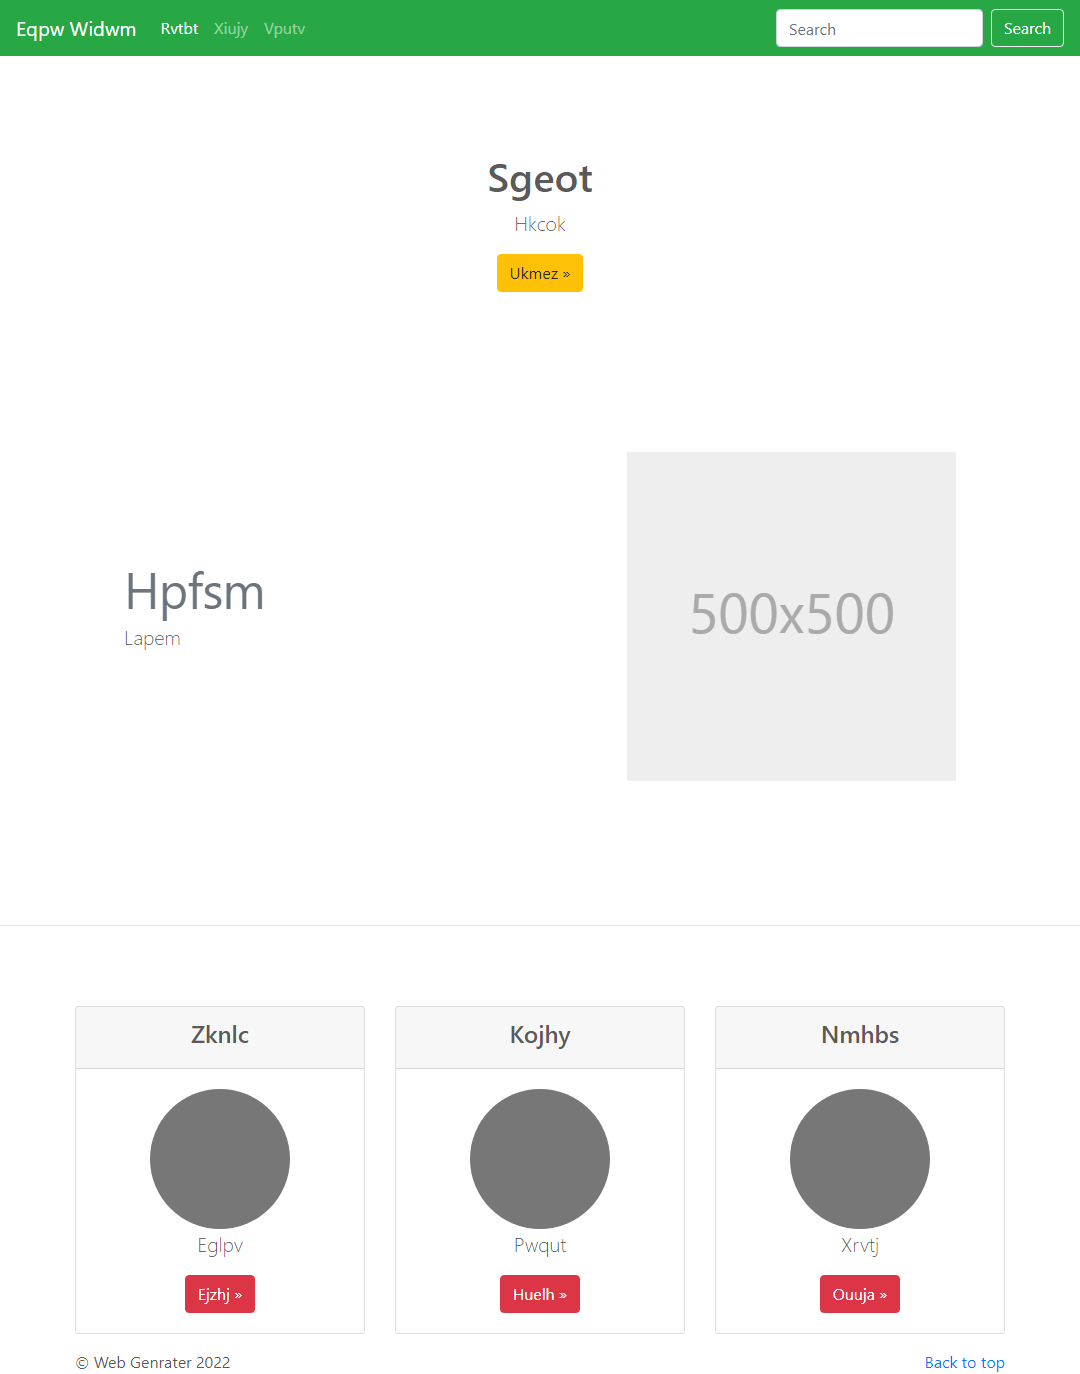 Eqpw Widwm Rvtbt Xiujy Vputv Search Search
Sgeot
Hkcok
Ukmez »
Hpfsm
Lapem
500x500
Zknlc
Eglpv
Ejzhj »
Kojhy
Pwqut
Huelh »
Nmhbs
Xrvtj
Ouuja »
© Web Genrater 2022
Back to top